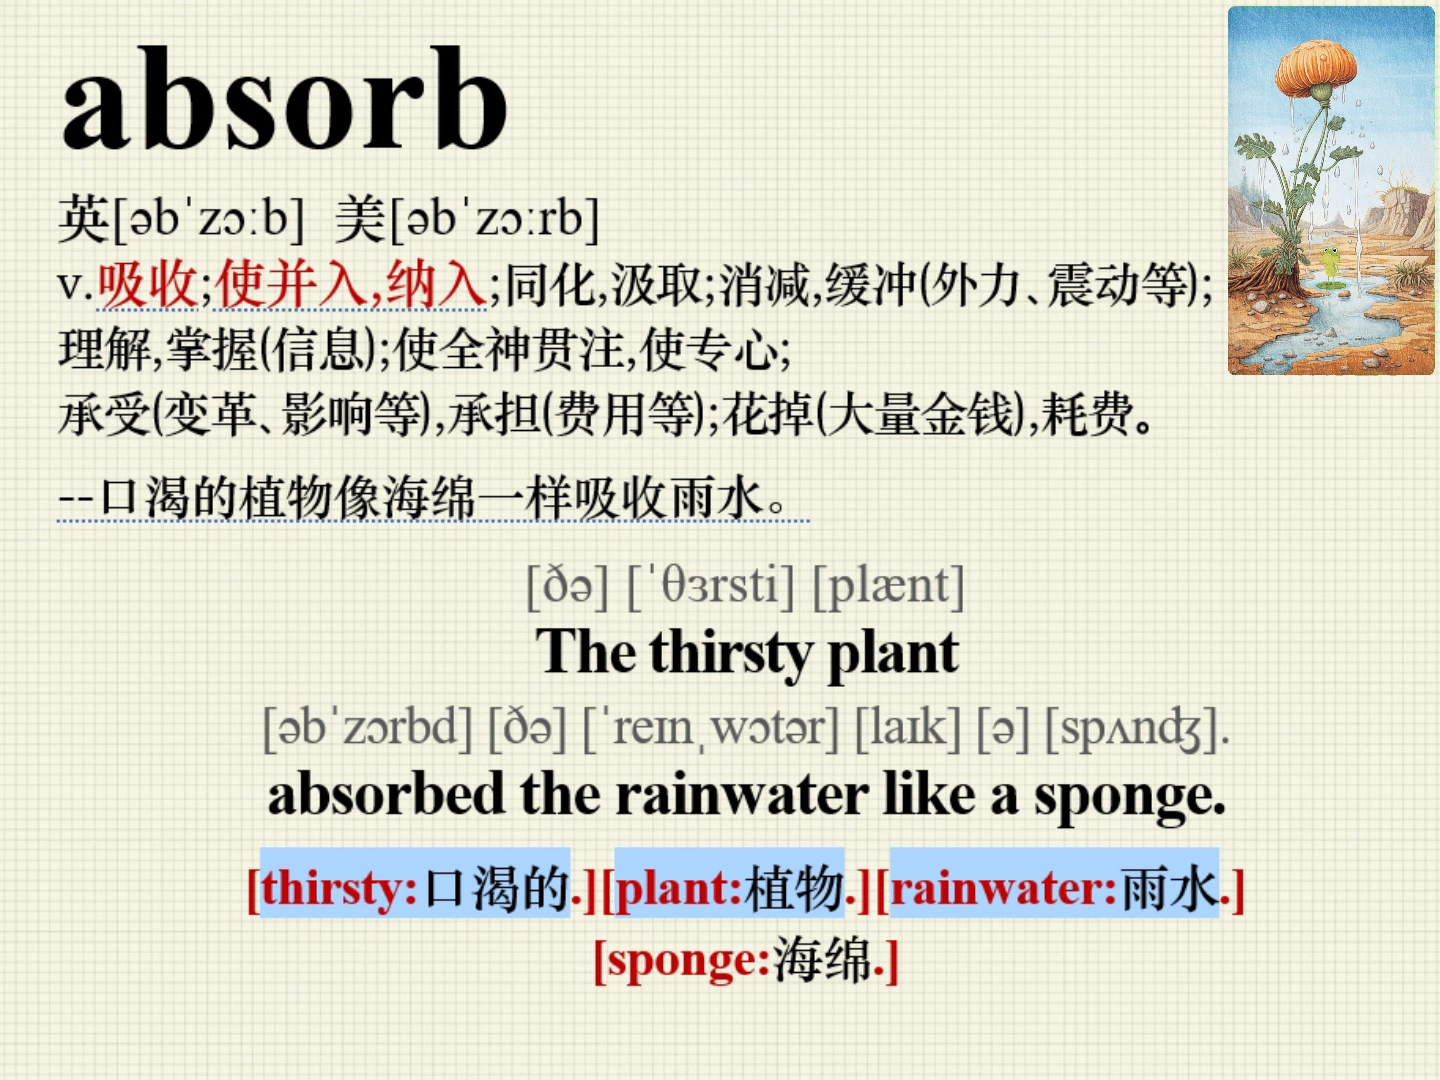 absorb
英[əbˈzɔːb] 美[əbˈzɔːrb]
v.吸收;使并入,纳入;同化,汲取;消减,缓冲(外力、震动等);
理解,掌握(信息);使全神贯注,使专心;
承受(变革、影响等),承担(费用等);花掉(大量金钱),耗费。
--口渴的植物像海绵一样吸收雨水。
[ðə] [ˈθɜrsti] [plænt]
The thirsty plant
[əbˈzɔrbd] [ðə] [ˈreɪnˌwɔtər] [laɪk] [ə] [spʌnʤ].
absorbed the rainwater like a sponge.
[thirsty:口渴的.][plant:植物.][rainwater:雨水.]
[sponge:海绵.]